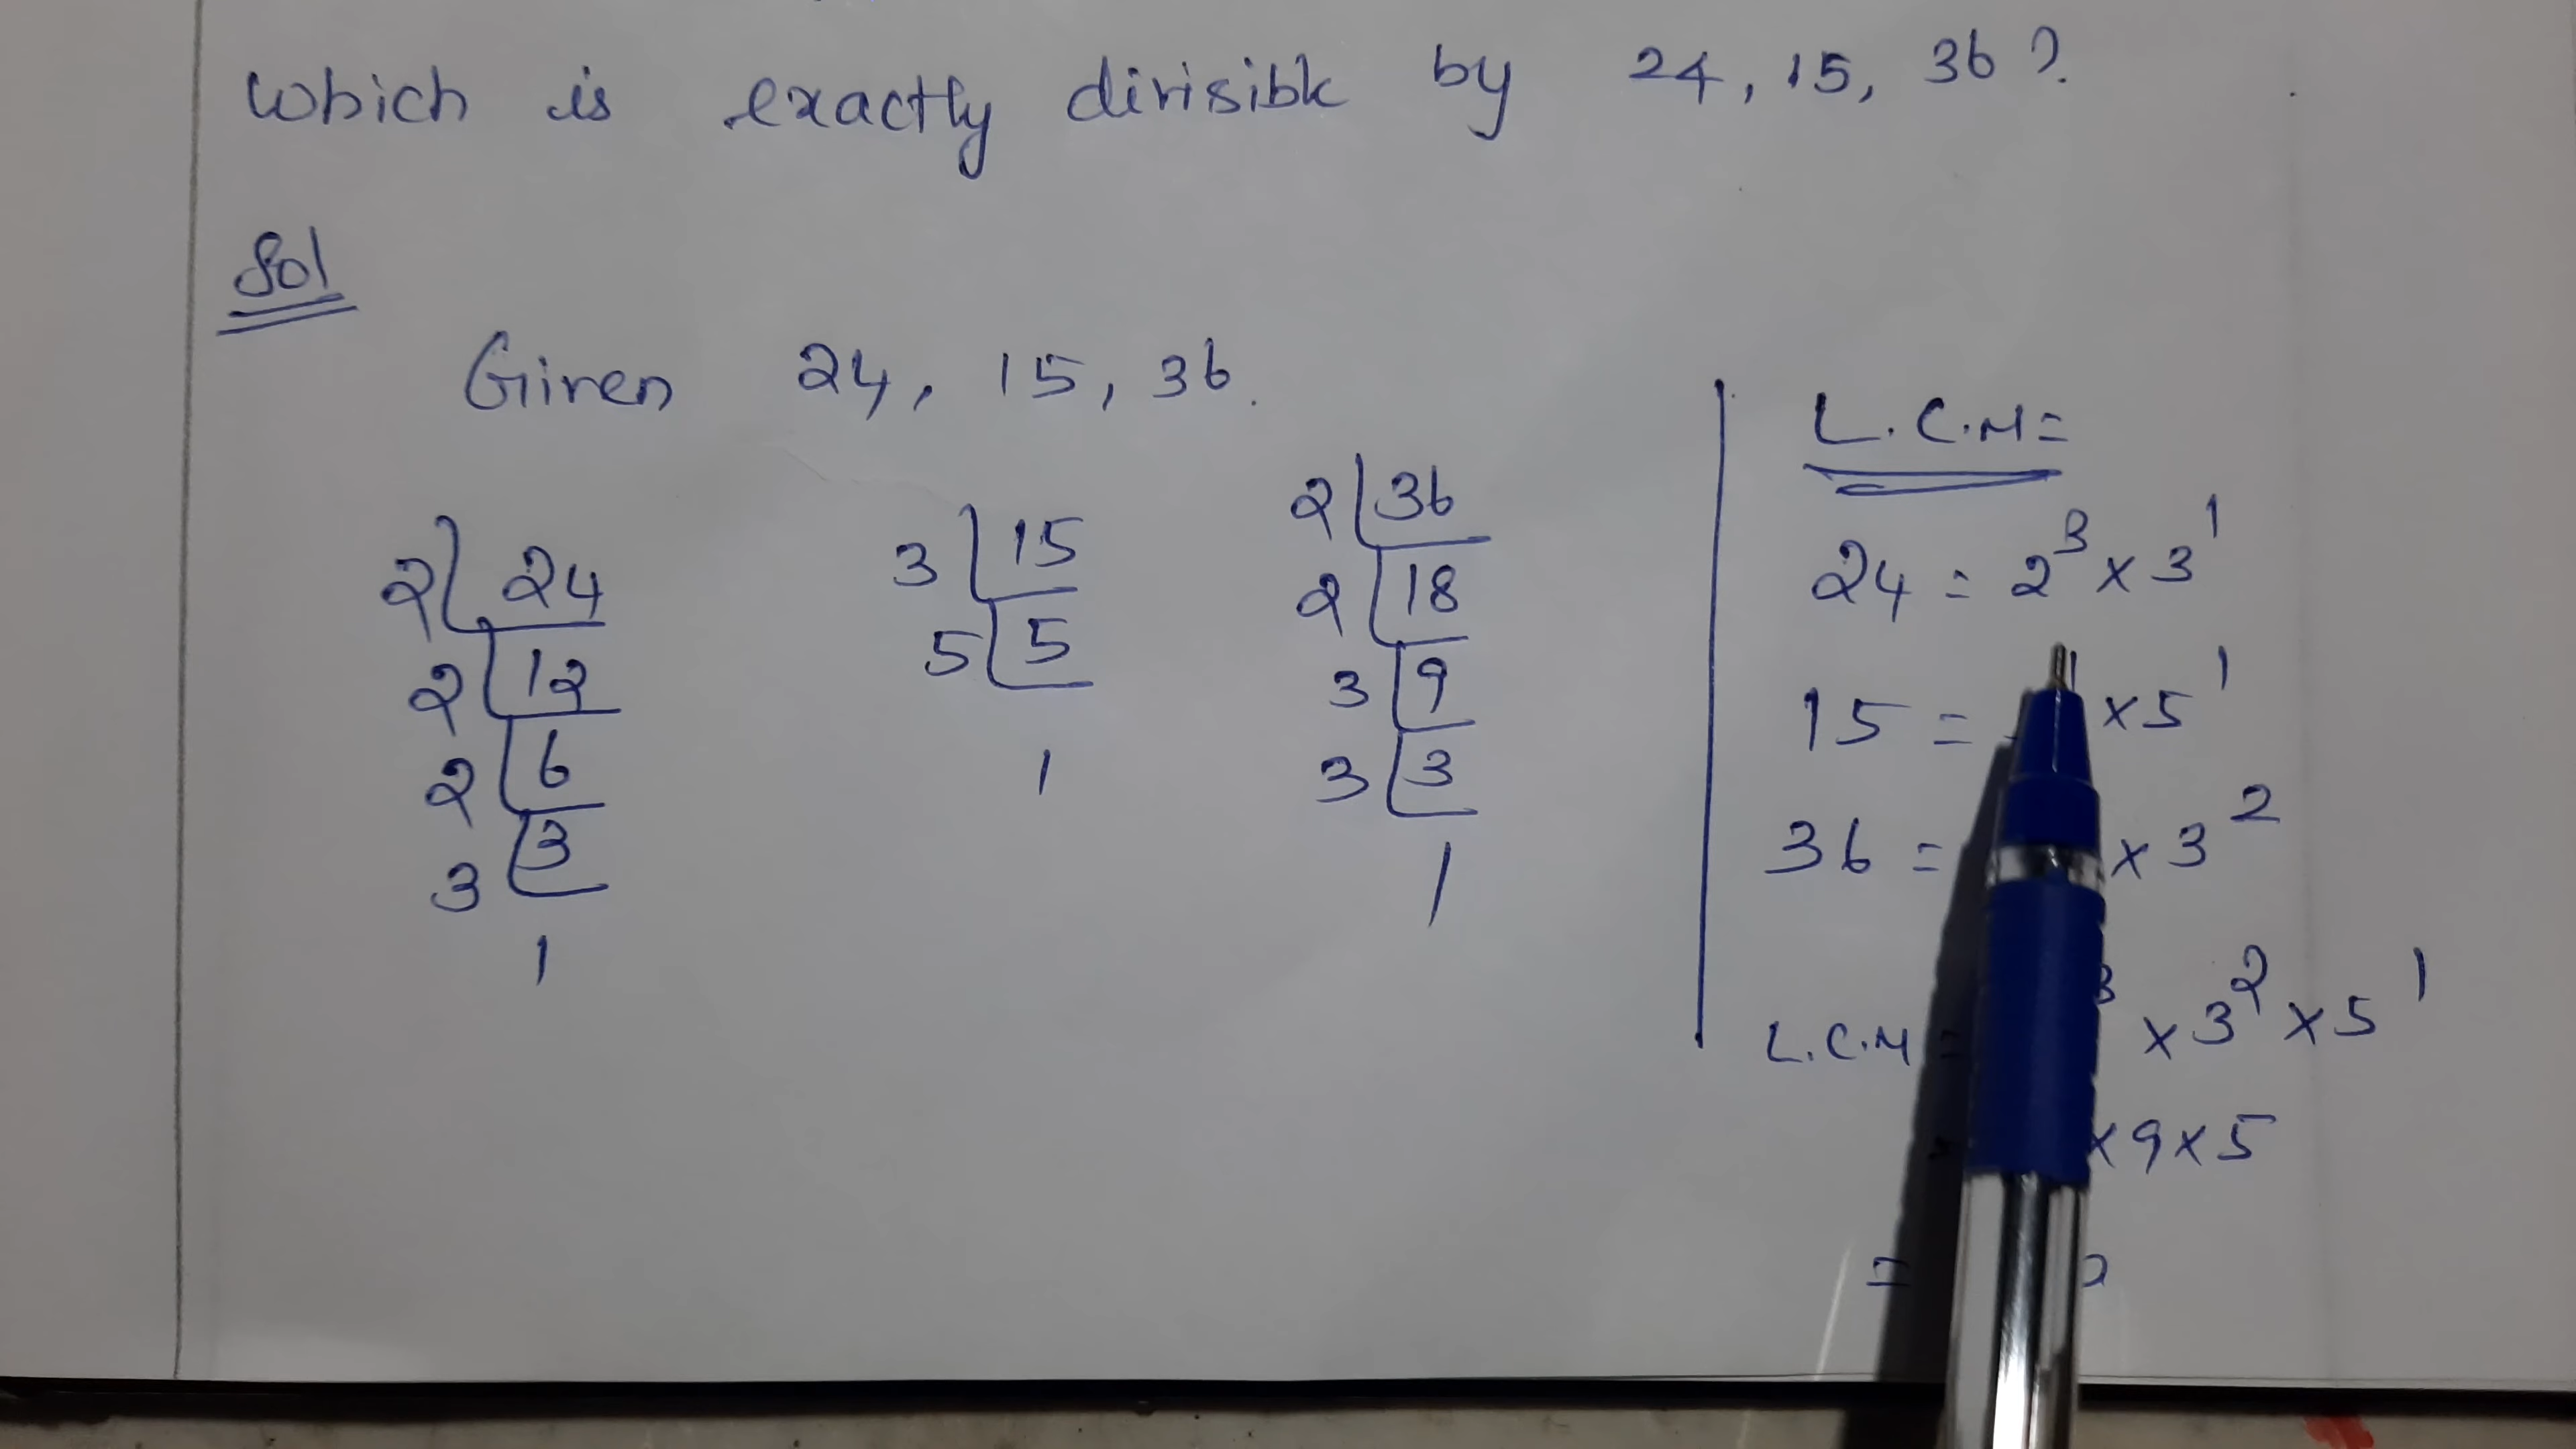 Which is exactly divisible by 24, 15, 36 ?
Sol
Given 24, 15, 36.
2 24
2 12
2 6
3 3
1
3 15
5 5
1
2 36
2 18
3 9
3 3
1
L.C.M=
24 = 2³ × 3¹
15 = × 5¹
36 = × 3²
L.C.M = ³ × 3² × 5¹
× 9 × 5
=